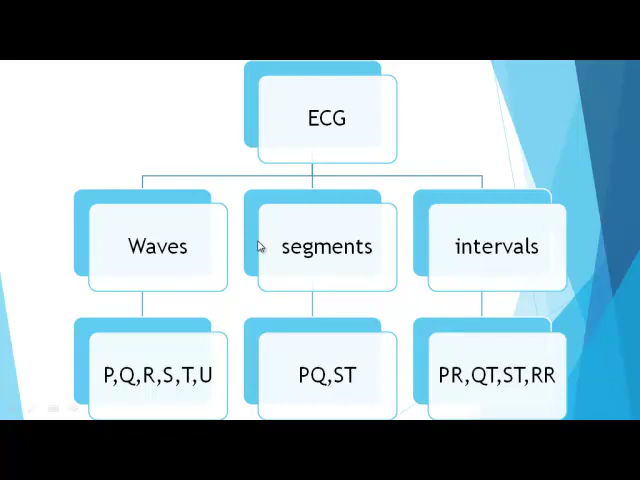 ECG
Waves
segments
intervals
P,Q,R,S,T,U
PQ,ST
PR,QT,ST,RR